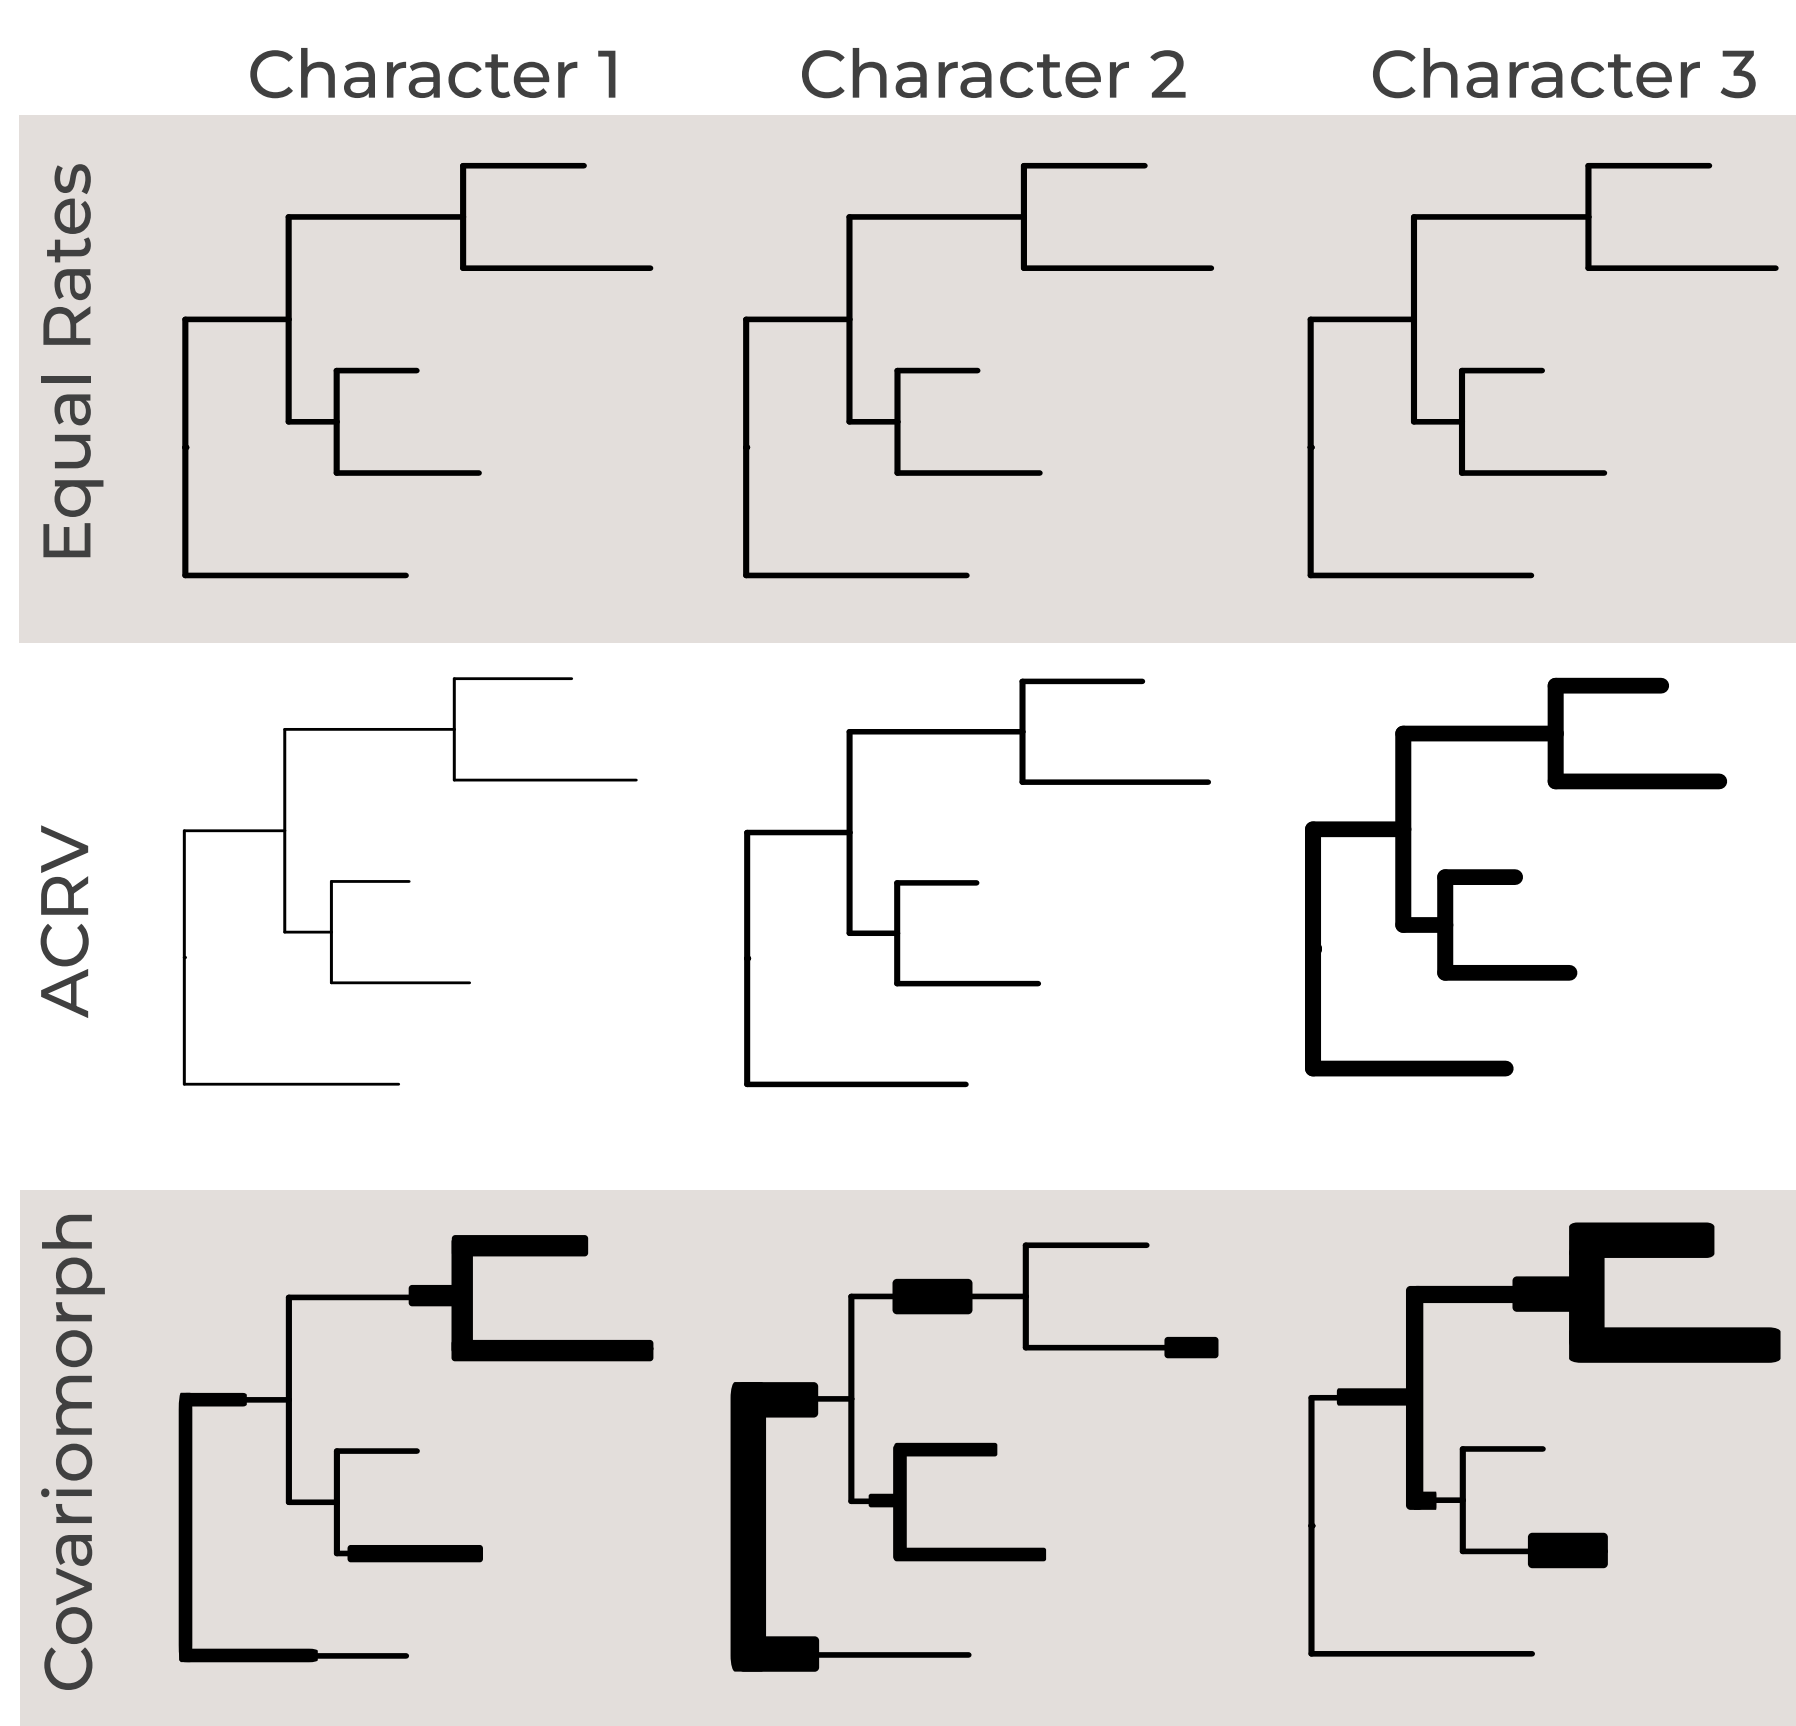 Character 1
Character 2
Character 3
Equal Rates
ACRV
Covariomorph